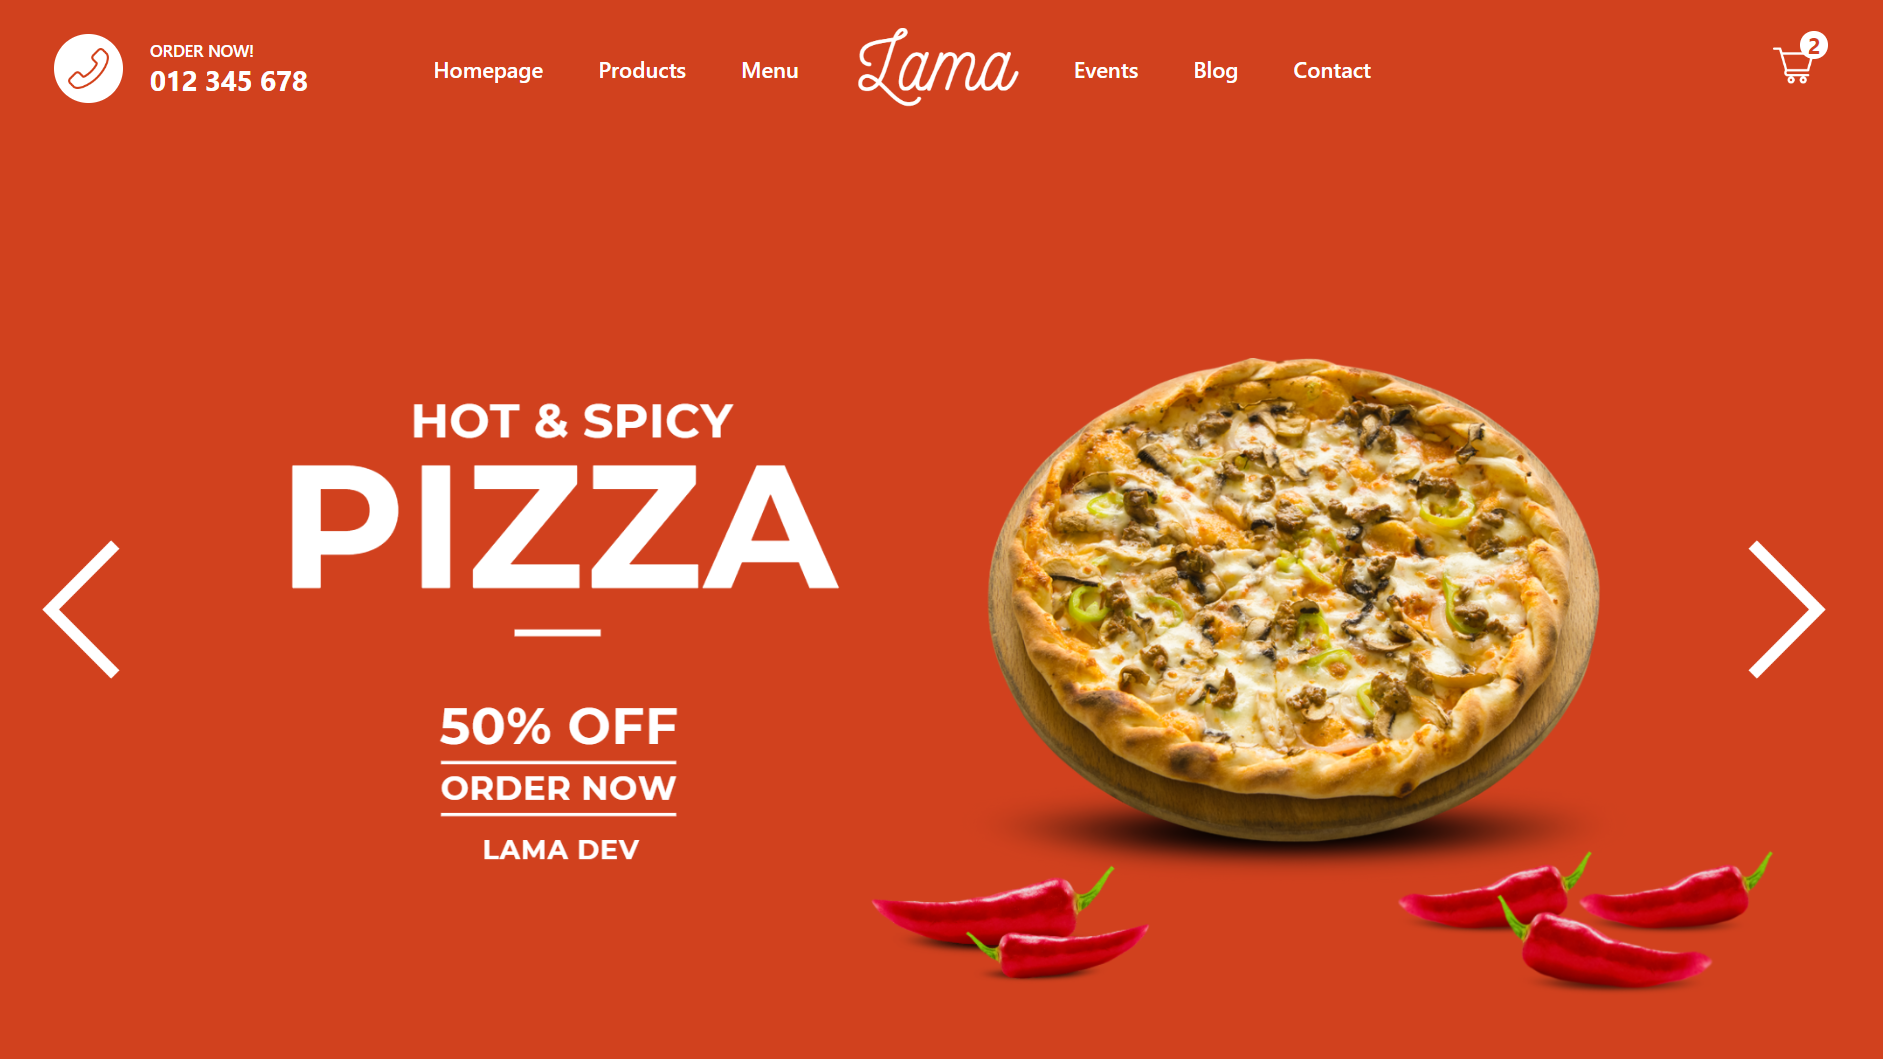 ORDER NOW!
012 345 678
Homepage Products Menu Lama Events Blog Contact
2
HOT & SPICY
PIZZA
50% OFF
ORDER NOW
LAMA DEV